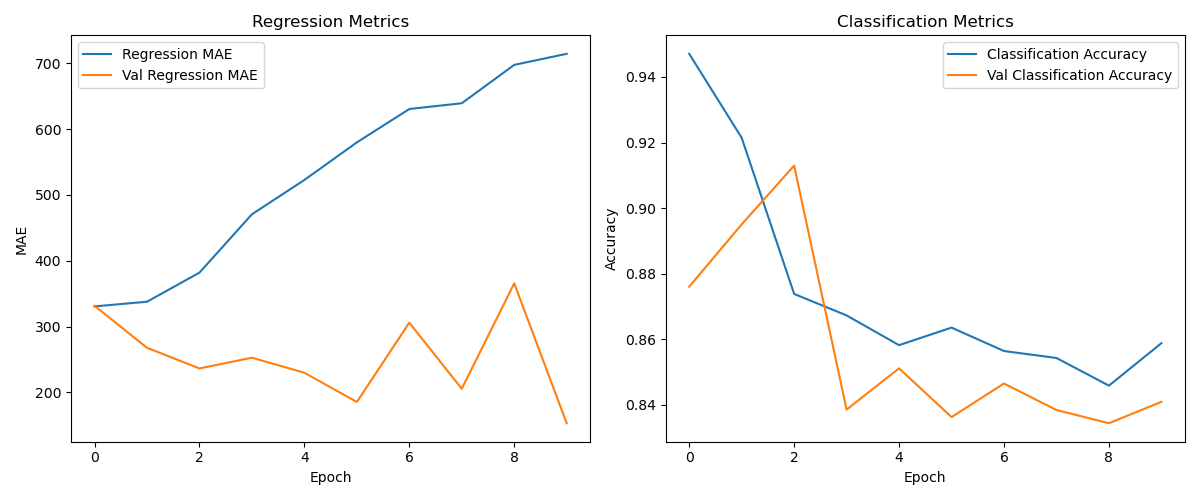 Regression Metrics
Regression MAE
Val Regression MAE
700
600
500
400
300
200
MAE
0 2 4 6 8
Epoch
Classification Metrics
Classification Accuracy
Val Classification Accuracy
0.94
0.92
0.90
0.88
0.86
0.84
Accuracy
0 2 4 6 8
Epoch